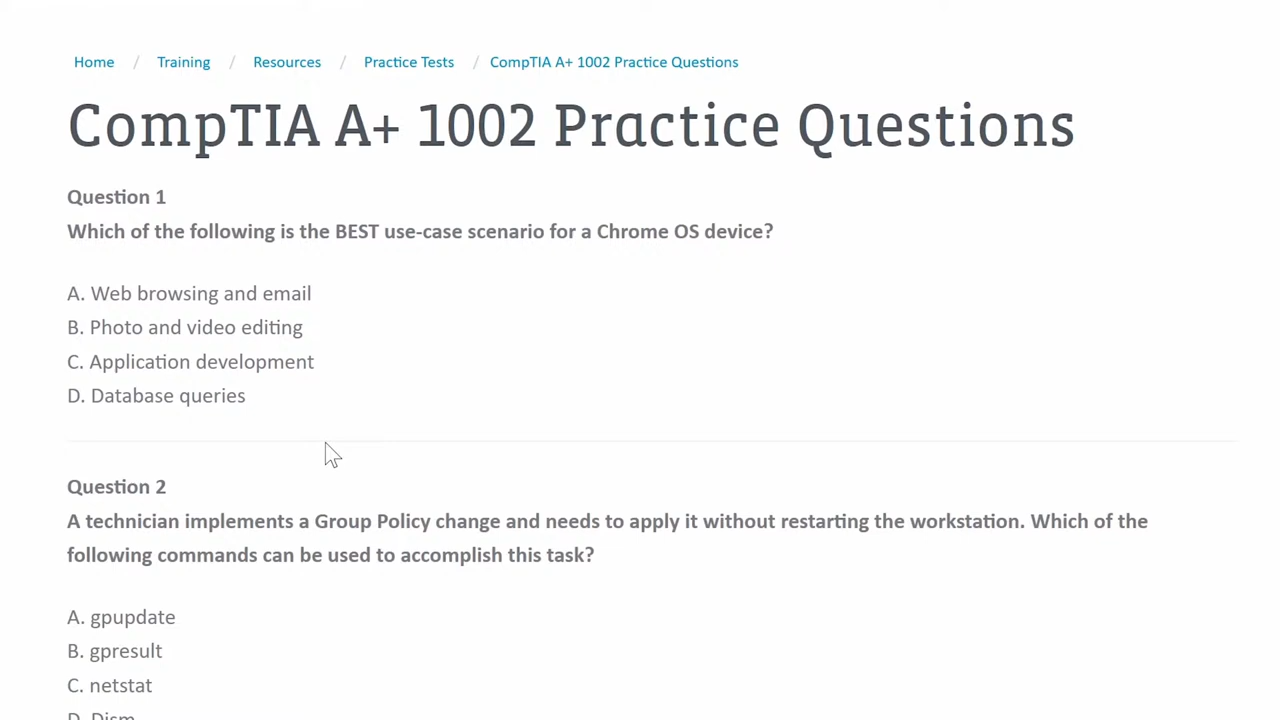 Home / Training / Resources / Practice Tests / CompTIA A+ 1002 Practice Questions
CompTIA A+ 1002 Practice Questions
Question 1
Which of the following is the BEST use-case scenario for a Chrome OS device?
A. Web browsing and email
B. Photo and video editing
C. Application development
D. Database queries
Question 2
A technician implements a Group Policy change and needs to apply it without restarting the workstation. Which of the
following commands can be used to accomplish this task?
A. gpupdate
B. gpresult
C. netstat
D. Dism